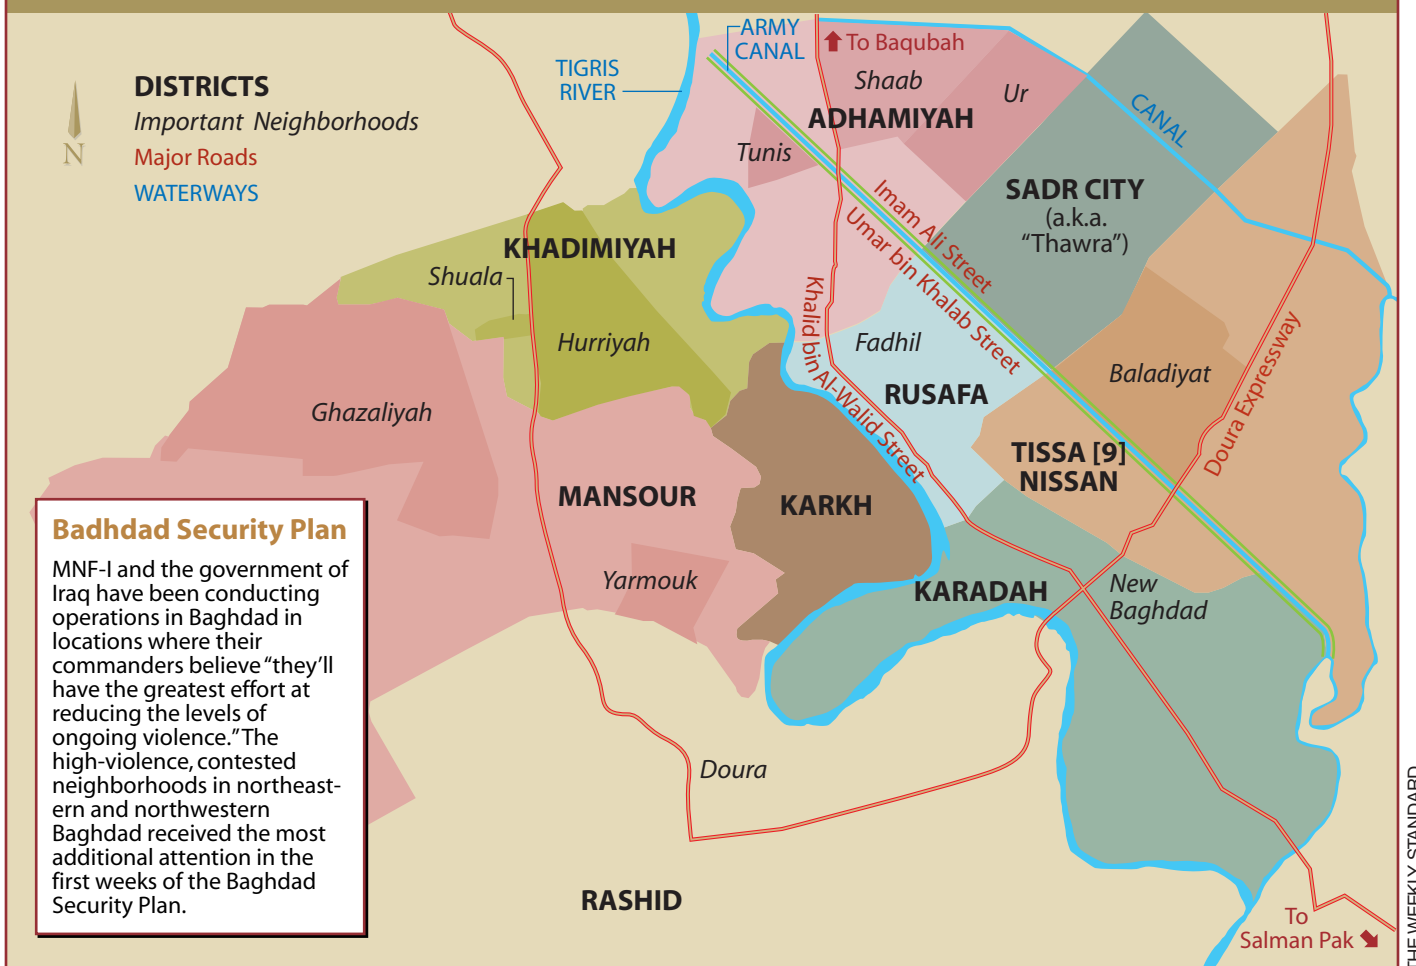 DISTRICTS
Important Neighborhoods
Major Roads
WATERWAYS
N
TIGRIS
RIVER
ARMY
CANAL
To Baqubah
Shaab
Ur
ADHAMIYAH
Tunis
CANAL
SADR CITY
(a.k.a.
“Thawra”)
Imam Ali Street
Umar bin Khalab Street
KHADIMIYAH
Shuala
Hurriyah
Khalid bin Al-Walid Street
Fadhil
RUSAFA
Baladiyat
Doura Expressway
Ghazaliyah
TISSA [9]
NISSAN
MANSOUR
KARKH
Yarmouk
KARADAH
New
Baghdad
Doura
RASHID
To
Salman Pak
Badhdad Security Plan
MNF-I and the government of
Iraq have been conducting
operations in Baghdad in
locations where their
commanders believe “they’ll
have the greatest effort at
reducing the levels of
ongoing violence.” The
high-violence, contested
neighborhoods in northeast-
ern and northwestern
Baghdad received the most
additional attention in the
first weeks of the Baghdad
Security Plan.
THE WEEKLY STANDARD